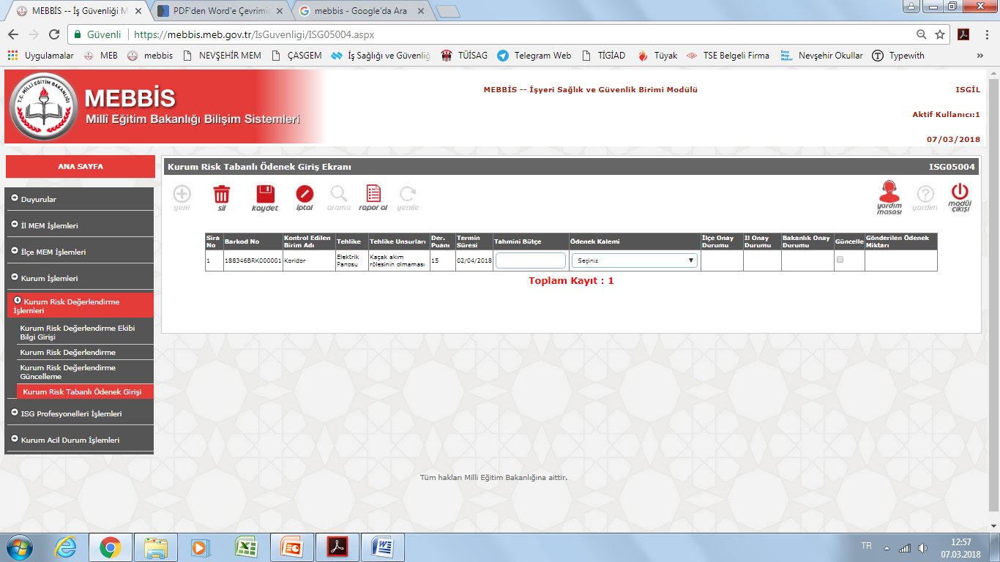 MEBBİS -- İş Güvenliği M
PDF'den Word'e Çevrimiç
mebbis - Google'da Ara
Güvenli
https://mebbis.meb.gov.tr/IsGuvenligi/ISG05004.aspx
Uygulamalar
MEB
mebbis
NEVŞEHİR MEM
ÇASGEM
İş Sağlığı ve Güvenliğ
TÜİSAG
Telegram Web
TİGİAD
Tüyak
TSE Belgeli Firma
Nevşehir Okullar
Typewith
»
T.C. MİLLİ EĞİTİM BAKANLIĞI
MEBBİS
Millî Eğitim Bakanlığı Bilişim Sistemleri
MEBBİS -- İşyeri Sağlık ve Güvenlik Birimi Modülü
ISGİL
Aktif Kullanıcı:1
07/03/2018
ANA SAYFA
Duyurular
İl MEM İşlemleri
İlçe MEM İşlemleri
Kurum İşlemleri
Kurum Risk Değerlendirme
İşlemleri
Kurum Risk Değerlendirme Ekibi
Bilgi Girişi
Kurum Risk Değerlendirme
Kurum Risk Değerlendirme
Güncelleme
Kurum Risk Tabanlı Ödenek Girişi
ISG Profesyonelleri İşlemleri
Kurum Acil Durum İşlemleri
Kurum Risk Tabanlı Ödenek Giriş Ekranı
ISG05004
yeni
sil
kaydet
iptal
arama
rapor al
yenile
yardım
masası
yardım
modül
çıkışı
Sira
No
Barkod No
Kontrol Edilen
Birim Adı
Tehlike
Tehlike Unsurları
Der.
Puanı
Termin
Süresi
Tahmini Bütçe
Ödenek Kalemi
İlçe Onay
Durumu
Il Onay
Durumu
Bakanlık Onay
Durumu
Güncelle
Gönderilen Ödenek
Miktarı
1
188346BRK000001
Koridor
Elektrik
Panosu
Kaçak akım
rölesinin olmaması
15
02/04/2018
Seçiniz
Toplam Kayıt : 1
Tüm hakları Milli Eğitim Bakanlığına aittir.
TR
12:57
07.03.2018